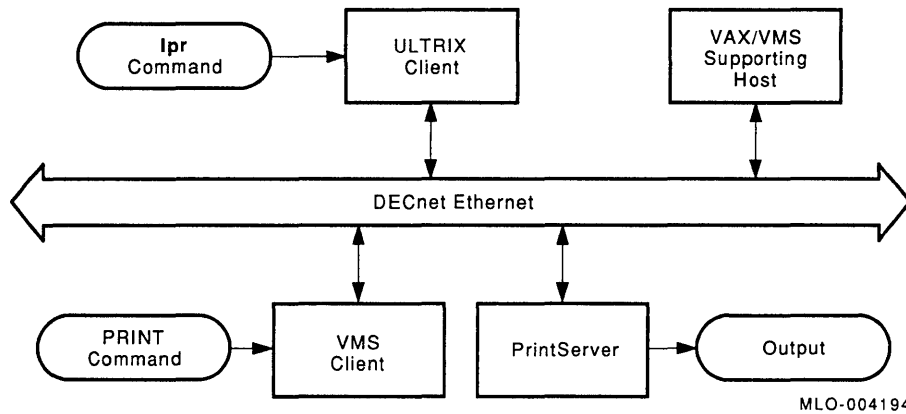 lpr
Command
ULTRIX
Client
VAX/VMS
Supporting
Host
DECnet Ethernet
PRINT
Command
VMS
Client
PrintServer
Output
MLO-004194